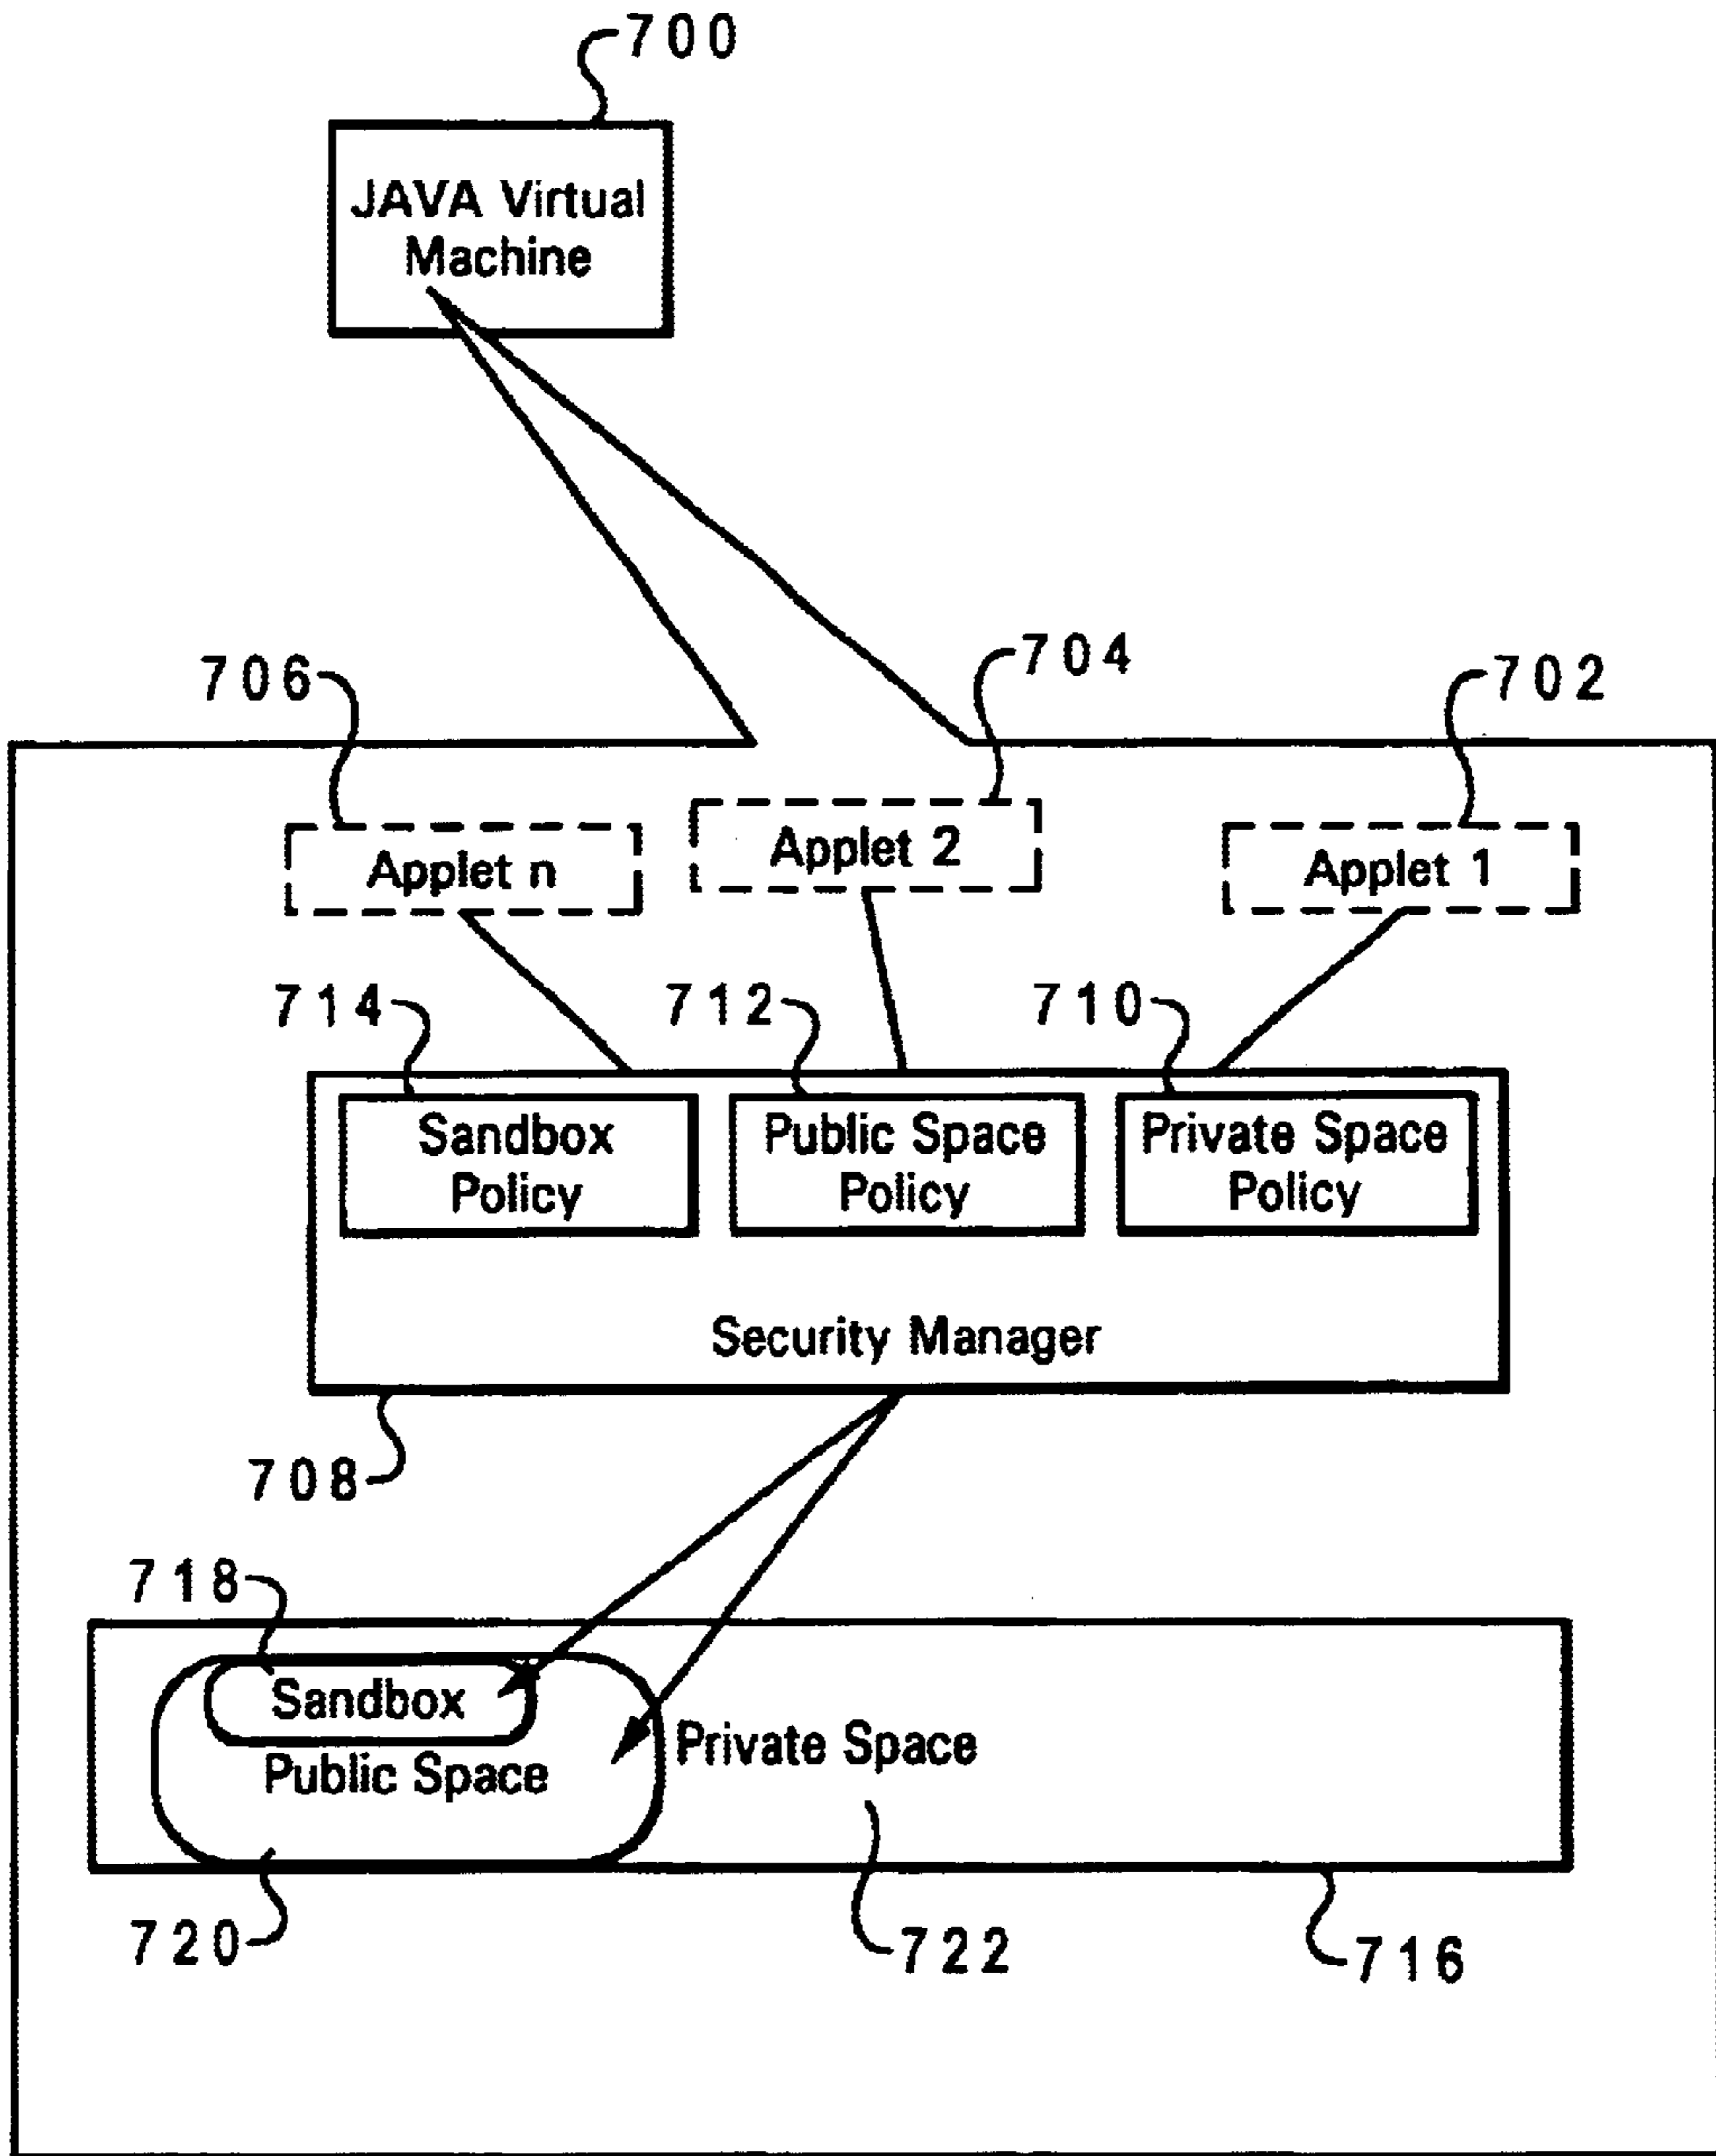 700
JAVA Virtual
Machine
706
704
702
Applet n
Applet 2
Applet 1
714
712
710
Sandbox
Policy
Public Space
Policy
Private Space
Policy
Security Manager
708
718
Sandbox
Public Space
Private Space
720
722
716